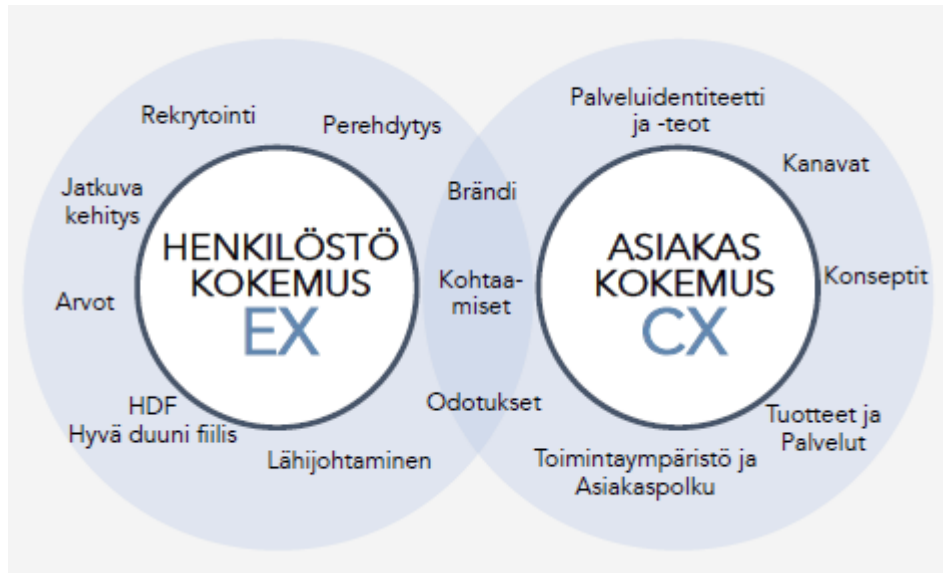 Rekrytointi
Perehdytys
Jatkuva
kehitys
Arvot
HDF
Hyvä duuni fiilis
Lähijohtaminen
HENKILÖSTÖ
KOKEMUS
EX
Brändi
Kohtaa-
miset
Odotukset
ASIAKAS
KOKEMUS
CX
Palveluidentiteetti
ja -teot
Kanavat
Konseptit
Tuotteet ja
Palvelut
Toimintaympäristö ja
Asiakaspolku